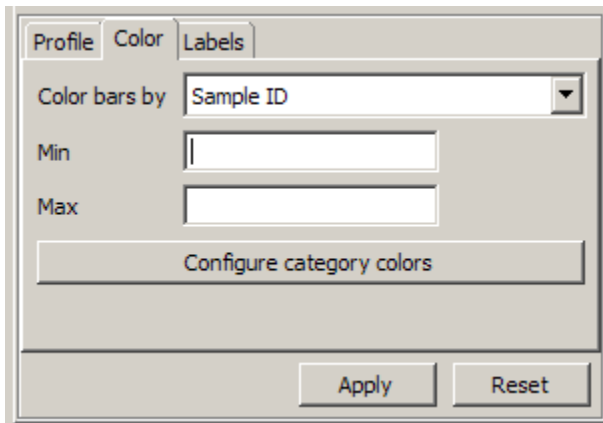 Profile Color Labels
Color bars by Sample ID
Min
Max
Configure category colors
Apply Reset